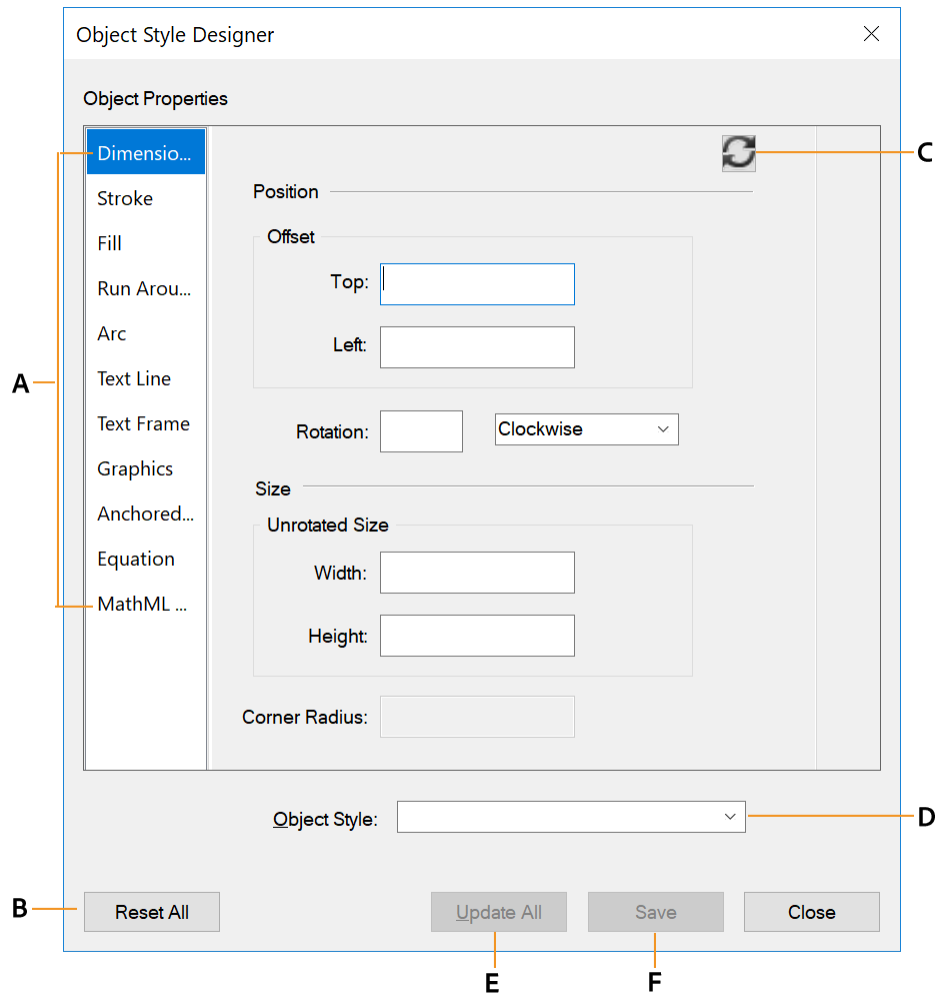 Object Style Designer
Object Properties
Dimensio...
C
Stroke
Position
Fill
Offset
Run Arou...
Top:
Arc
Left:
A
Text Line
Text Frame
Rotation:
Clockwise
Graphics
Size
Anchored...
Unrotated Size
Equation
Width:
MathML ...
Height:
Corner Radius:
Object Style:
D
B
Reset All
Update All
Save
Close
E
F